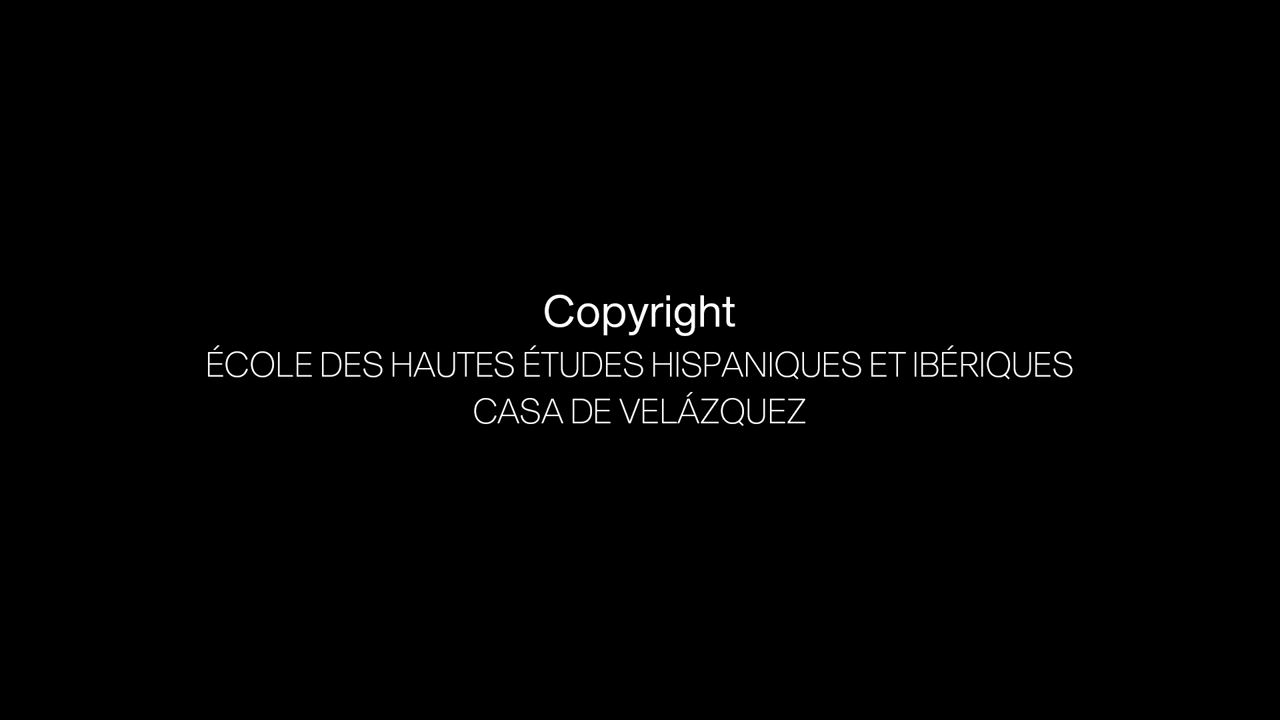 Copyright
ÉCOLE DES HAUTES ÉTUDES HISPANIQUES ET IBÉRIQUES
CASA DE VELÁZQUEZ